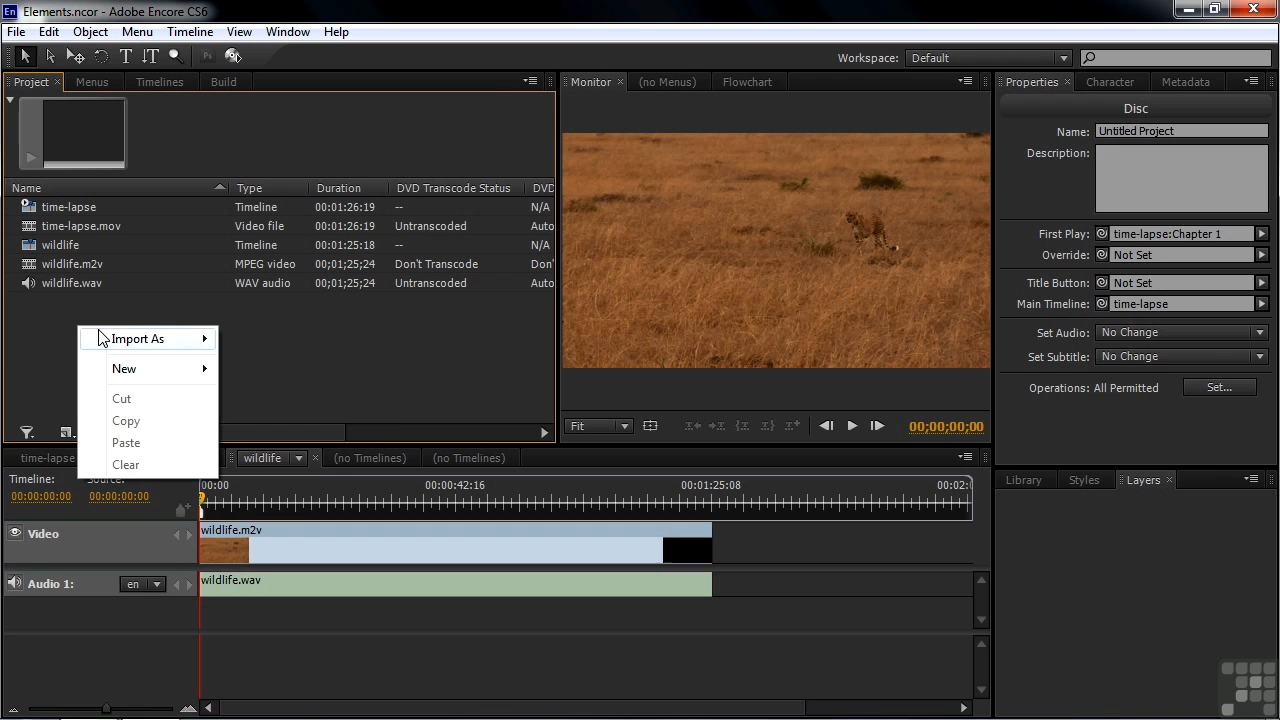 En Elements.ncor - Adobe Encore CS6
File Edit Object Menu Timeline View Window Help
Ps Workspace: Default
Project × Menus Timelines Build
Monitor × (no Menus) Flowchart
Properties × Character Metadata
Disc
Name: Untitled Project
Description:
Name Type Duration DVD Transcode Status DVD
time-lapse Timeline 00:01:26:19 -- N/A
time-lapse.mov Video file 00:01:26:19 Untranscoded Auto
wildlife Timeline 00:01:25:18 -- N/A
wildlife.m2v MPEG video 00;01;25;24 Don't Transcode Don'
wildlife.wav WAV audio 00;01;25;24 Untranscoded Auto
First Play: time-lapse:Chapter 1
Override: Not Set
Title Button: Not Set
Main Timeline: time-lapse
Set Audio: No Change
Set Subtitle: No Change
Operations: All Permitted Set...
Import As
New
Cut
Copy
Paste
Clear
Fit 00;00;00;00
time-lapse wildlife × (no Timelines) (no Timelines)
Library Styles Layers ×
Timeline: Source:
00:00:00:00 00:00:00:00
00:00 00:00:42:16 00:01:25:08 00:02:0
Video wildlife.m2v
Audio 1: en wildlife.wav